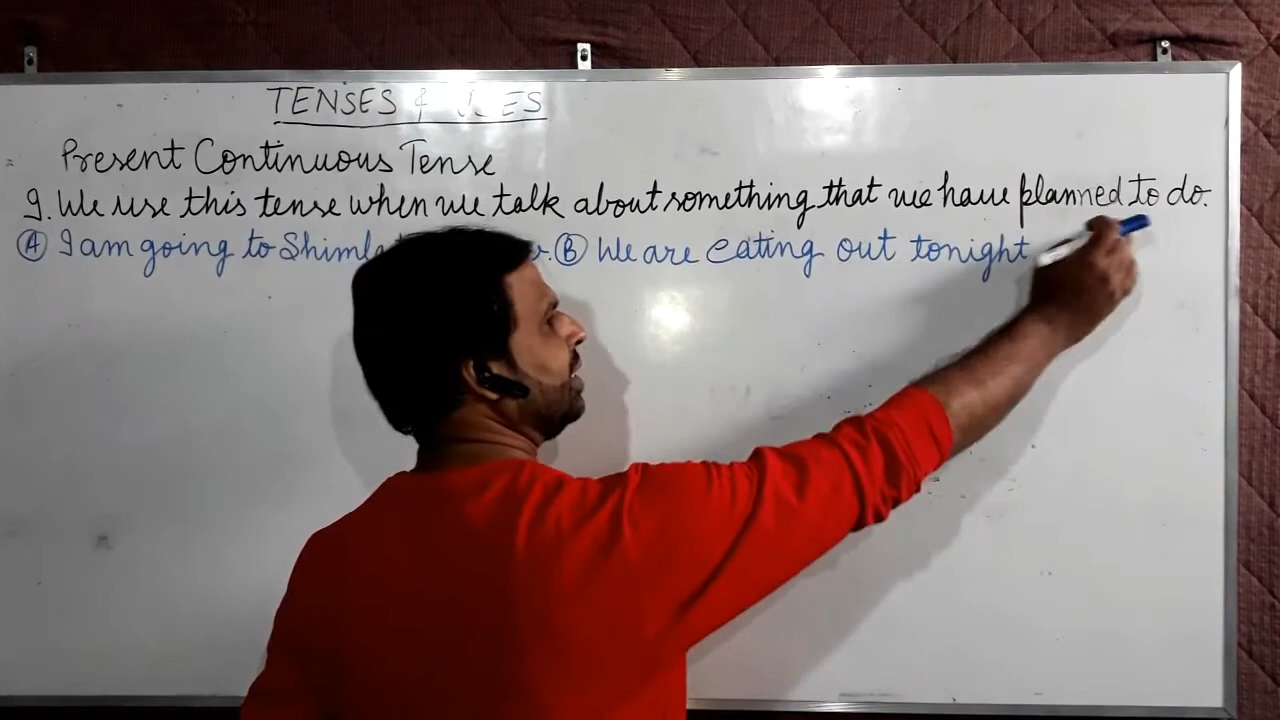 TENSES & USES
Present Continuous Tense
9. We use this tense when we talk about something that we have planned to do.
Ⓐ I am going to Shimla Ⓑ We are eating out tonight